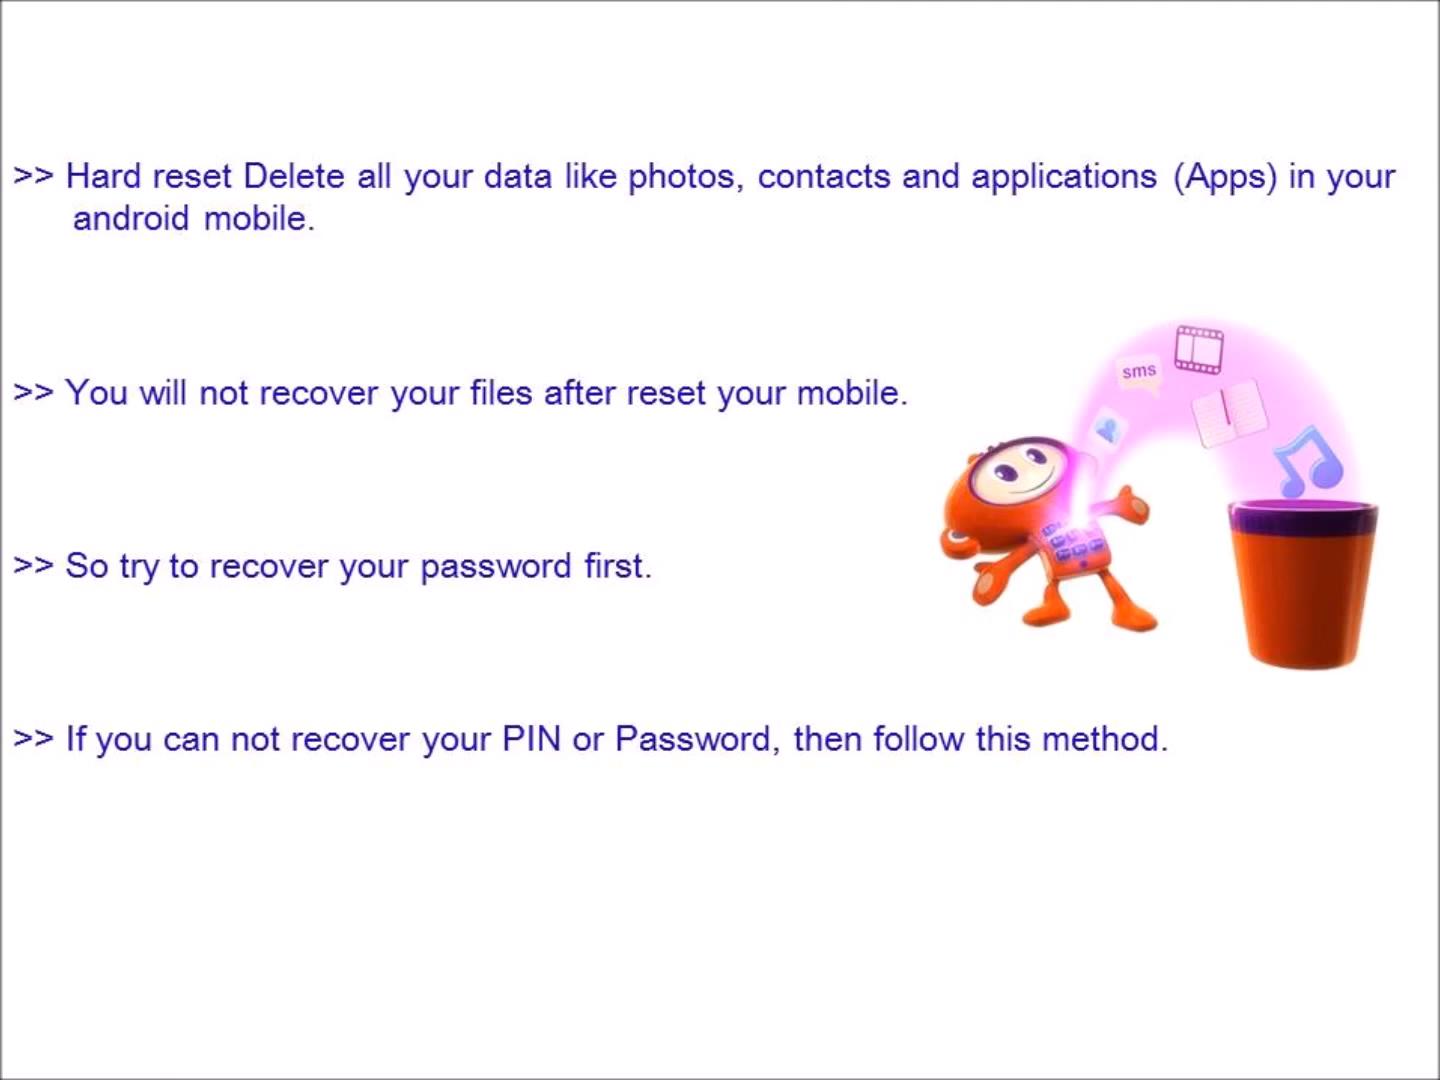 >> Hard reset Delete all your data like photos, contacts and applications (Apps) in your
android mobile.
>> You will not recover your files after reset your mobile.
sms
>> So try to recover your password first.
>> If you can not recover your PIN or Password, then follow this method.